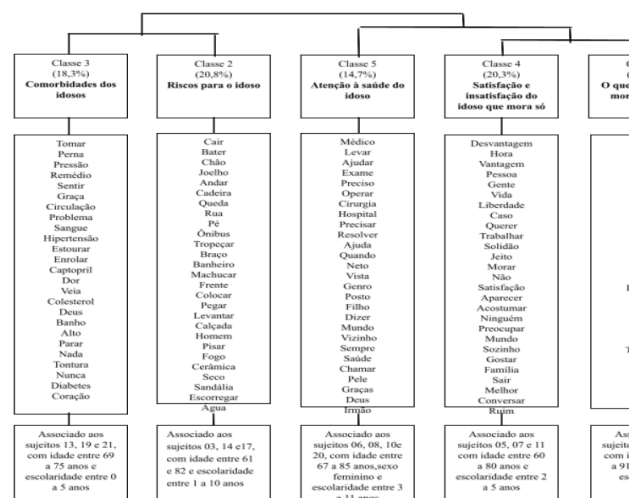 Classe 3
(18,3%)
Comorbidades dos
idosos
Classe 2
(20,8%)
Riscos para o idoso
Classe 5
(14,7%)
Atenção à saúde do
idoso
Classe 4
(20,3%)
Satisfação e
insatisfação do
idoso que mora só
O que
Tomar
Perna
Pressão
Remédio
Sentir
Graça
Circulação
Problema
Sangue
Hipertensão
Estourar
Enrolar
Captopril
Dor
Veia
Colesterol
Deus
Banho
Alto
Parar
Nada
Tontura
Nunca
Diabetes
Coração
Cair
Bater
Chão
Joelho
Andar
Cadeira
Queda
Rua
Pé
Ônibus
Tropeçar
Braço
Banheiro
Machucar
Frente
Colocar
Pegar
Levantar
Calçada
Homem
Pisar
Fogo
Cerâmica
Seco
Sandália
Escorregar
Água
Médico
Levar
Ajudar
Exame
Preciso
Operar
Cirurgia
Hospital
Precisar
Resolver
Ajuda
Quando
Neto
Vista
Genro
Posto
Filho
Dizer
Mundo
Vizinho
Sempre
Saúde
Chamar
Pele
Graças
Deus
Irmão
Desvantagem
Hora
Vantagem
Pessoa
Gente
Vida
Liberdade
Caso
Querer
Trabalhar
Solidão
Jeito
Morar
Não
Satisfação
Aparecer
Acostumar
Ninguém
Preocupar
Mundo
Sozinho
Gostar
Família
Sair
Melhor
Conversar
Ruim
Associado aos
sujeitos 13, 19 e 21,
com idade entre 69
a 75 anos e
escolaridade entre 0
a 5 anos
Associado aos
sujeitos 03, 14 e17,
com idade entre 61
e 82 e escolaridade
entre 1 a 10 anos
Associado aos
sujeitos 06, 08, 10e
20, com idade entre
67 a 85 anos,sexo
feminino e
escolaridade entre 3
a 11 anos
Associado aos
sujeitos 05, 07 e 11
com idade entre 60
a 80 anos e
escolaridade entre 2
a 5 anos
a 91